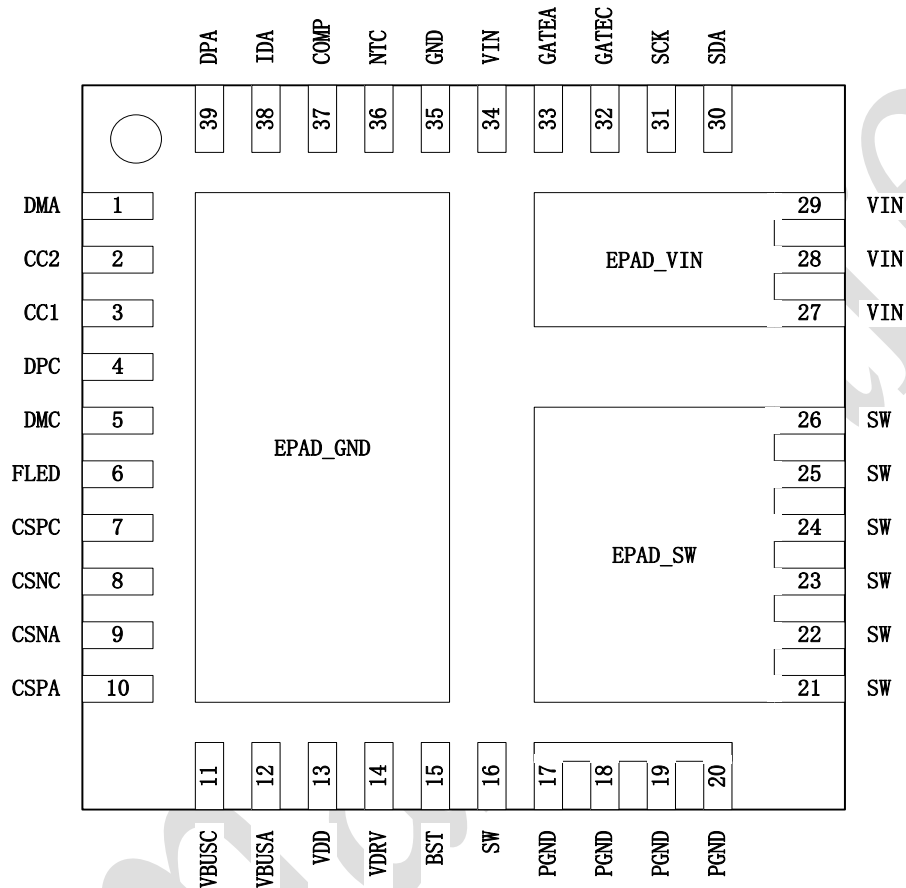 DPA IDA COMP NTC GND VIN GATEA GATEC SCK SDA
39 38 37 36 35 34 33 32 31 30
DMA 1 29 VIN
CC2 2 EPAD_VIN 28 VIN
CC1 3 27 VIN
DPC 4
DMC 5 26 SW
EPAD_GND
FLED 6 25 SW
CSPC 7 24 SW
EPAD_SW
CSNC 8 23 SW
CSNA 9 22 SW
CSPA 10 21 SW
11 12 13 14 15 16 17 18 19 20
VBUSC VBUSA VDD VDRV BST SW PGND PGND PGND PGND